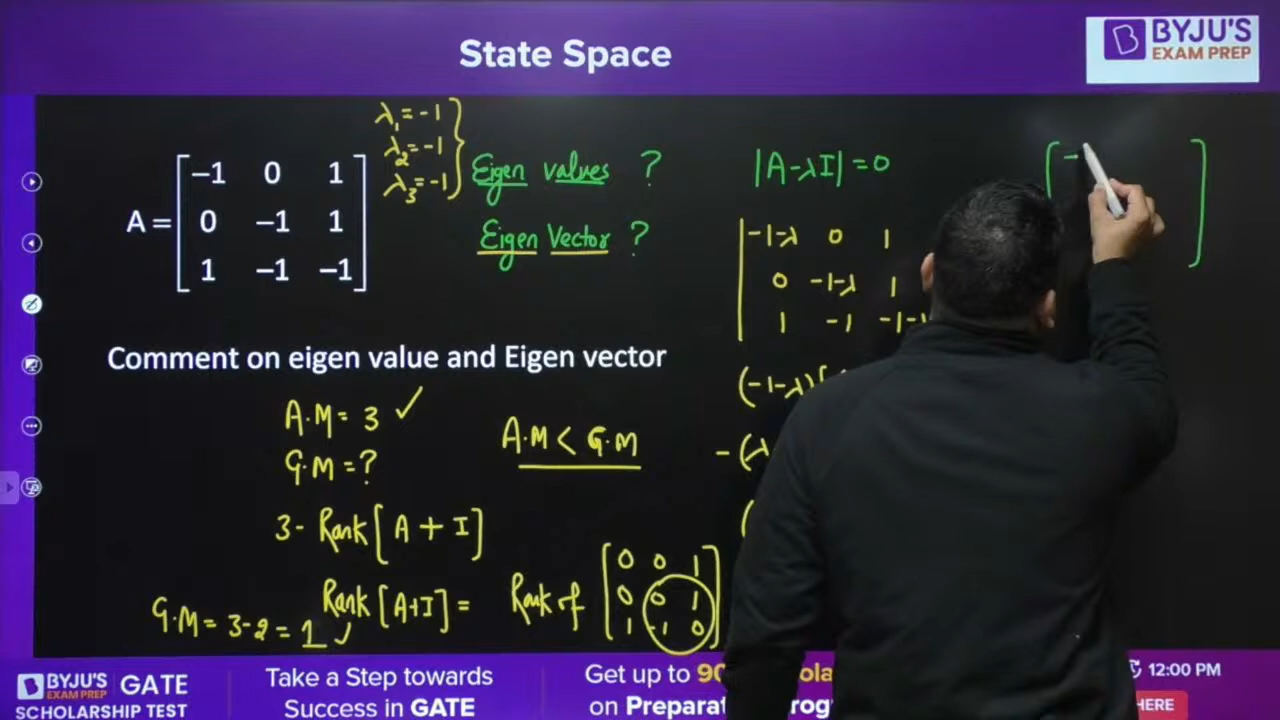 State Space
BYJU'S
EXAM PREP
λ₁ = -1
λ₂ = -1
λ₃ = -1
A = [ -1 0 1
0 -1 1
1 -1 -1 ]
Eigen values ?
Eigen Vector ?
|A-λI| = 0
-1-λ 0 1
0 -1-λ 1
1 -1 -1-
Comment on eigen value and Eigen vector
A.M = 3 ✓
G.M = ?
A.M < G.M
(-1-λ)[
-(λ
(
3- Rank [A + I]
Rank [A+I] = Rank of [ 0 0 1
0 0 1
1 -1 0 ]
G.M = 3-2 = 1 ✓
BYJU'S
EXAM PREP
GATE
SCHOLARSHIP TEST
Take a Step towards
Success in GATE
Get up to 90
on Preparat
12:00 PM
HERE